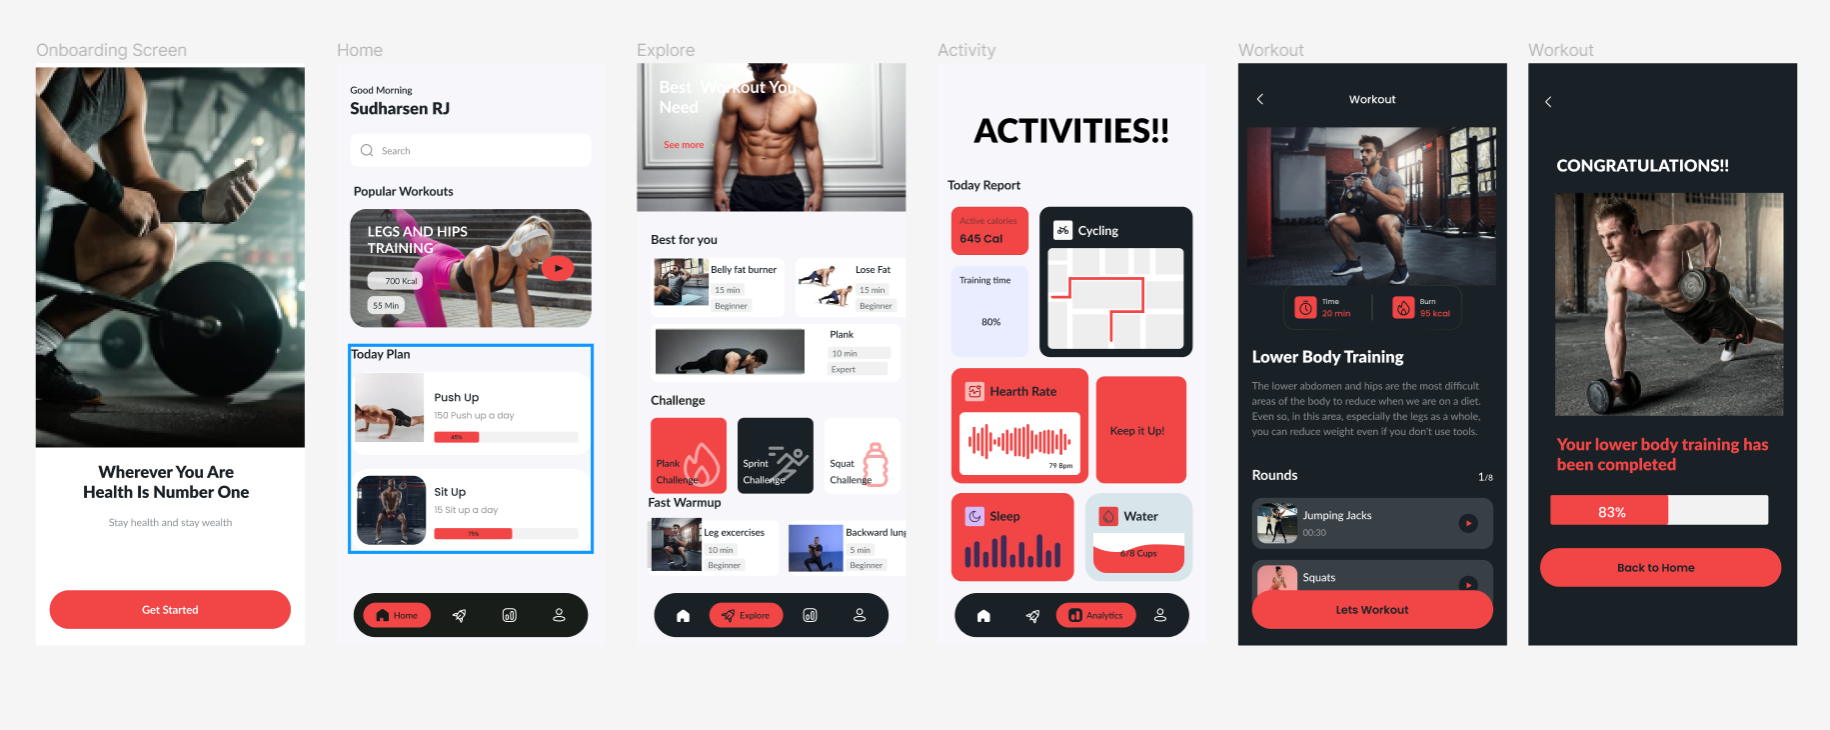 Onboarding Screen
Wherever You Are
Health Is Number One
Stay health and stay wealth
Get Started
Home
Good Morning
Sudharsen RJ
Search
Popular Workouts
LEGS AND HIPS
TRAINING
700 Kcal
55 Min
Today Plan
Push Up
150 Push up a day
45%
Sit Up
15 Sit up a day
75%
Home
Explore
Best Workout You
Need
See more
Best for you
Belly fat burner
15 min
Beginner
Lose Fat
15 min
Beginner
Plank
10 min
Expert
Challenge
Plank
Challenge
Sprint
Challenge
Squat
Challenge
Fast Warmup
Leg excercises
10 min
Beginner
Backward lung
5 min
Beginner
Explore
Activity
ACTIVITIES!!
Today Report
Active calories
645 Cal
Cycling
Training time
80%
Hearth Rate
79 Bpm
Keep it Up!
Sleep
Water
6/8 Cups
Analytics
Workout
Workout
Time
20 min
Burn
95 kcal
Lower Body Training
The lower abdomen and hips are the most difficult
areas of the body to reduce when we are on a diet.
Even so, in this area, especially the legs as a whole,
you can reduce weight even if you don't use tools.
Rounds
1/8
Jumping Jacks
00:30
Squats
Lets Workout
Workout
CONGRATULATIONS!!
Your lower body training has
been completed
83%
Back to Home